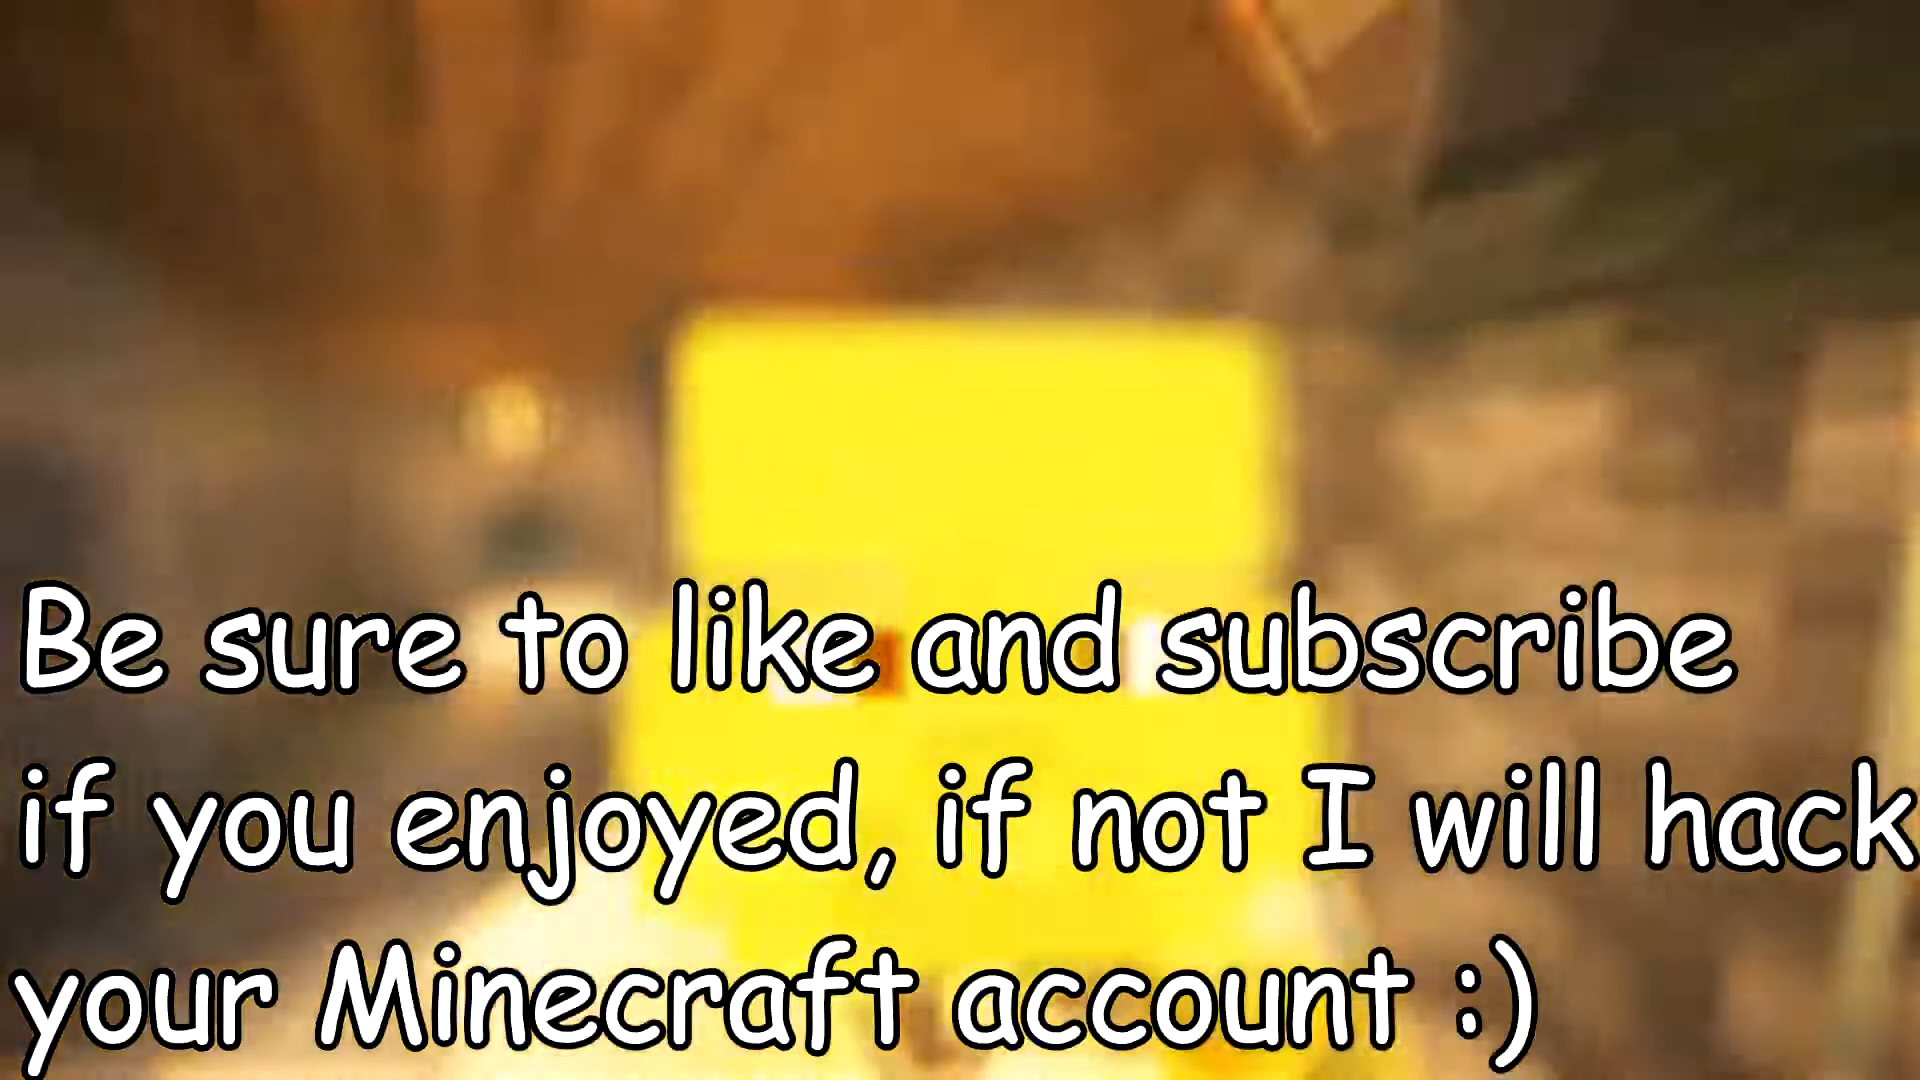 Be sure to like and subscribe
if you enjoyed, if not I will hack
your Minecraft account :)